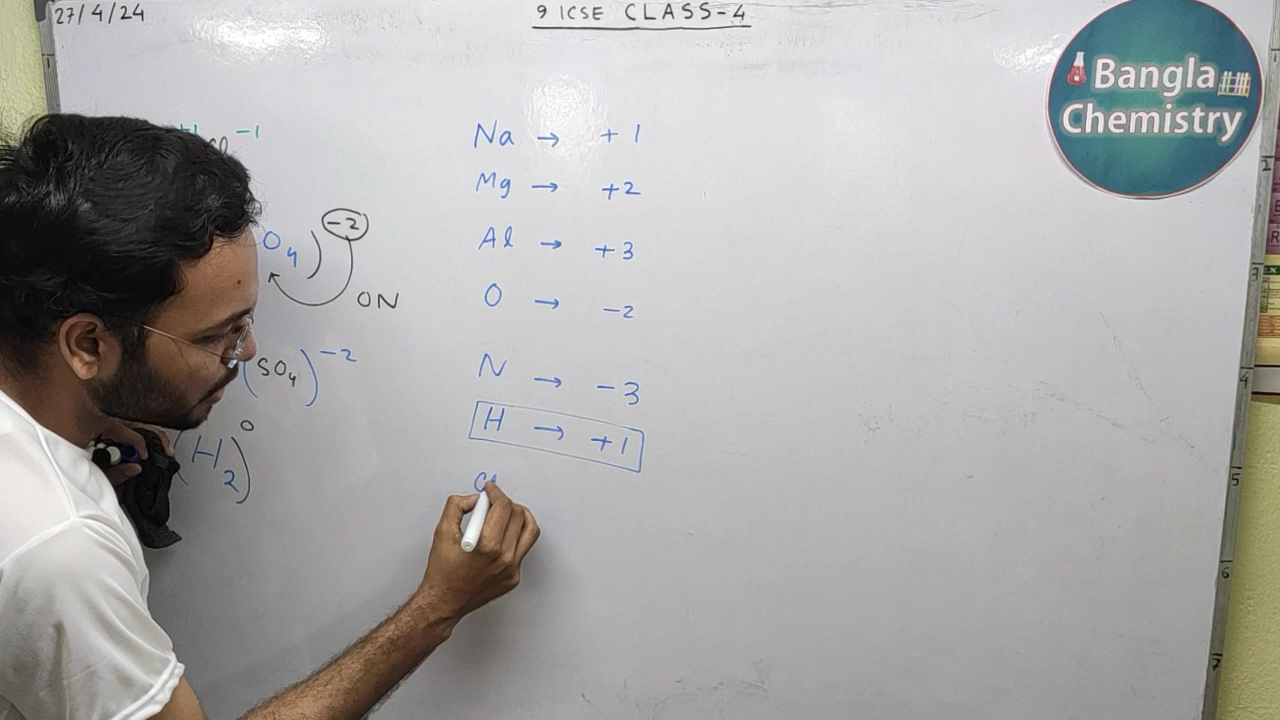 27/4/24
9 ICSE CLASS-4
Bangla
Chemistry
+1 Cl -1
O4) -2
ON
(SO4) -2
(H2) 0
Na → +1
Mg → +2
Al → +3
O → -2
N → -3
H → +1